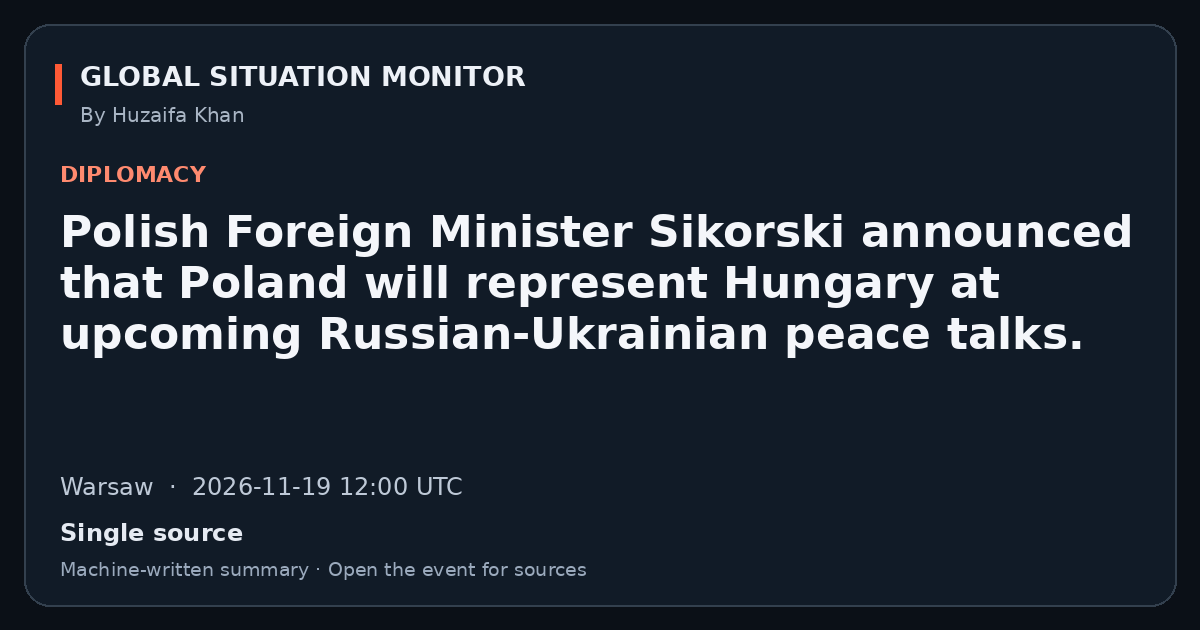 GLOBAL SITUATION MONITOR
By Huzaifa Khan
DIPLOMACY
Polish Foreign Minister Sikorski announced
that Poland will represent Hungary at
upcoming Russian-Ukrainian peace talks.
Warsaw · 2026-11-19 12:00 UTC
Single source
Machine-written summary · Open the event for sources